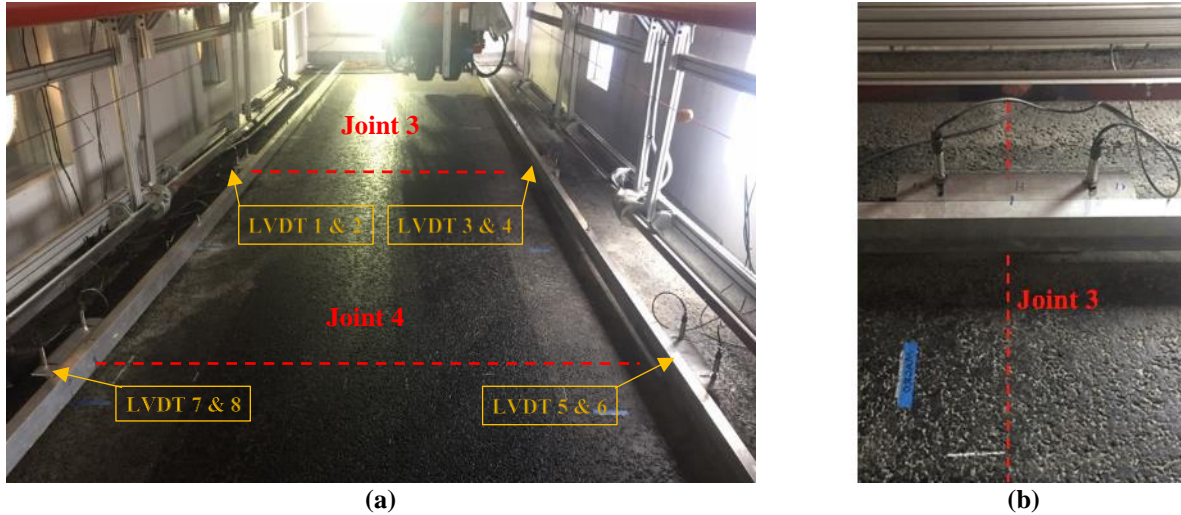 Joint 3
LVDT 1 & 2
LVDT 3 & 4
Joint 4
LVDT 7 & 8
LVDT 5 & 6
(a)
Joint 3
(b)